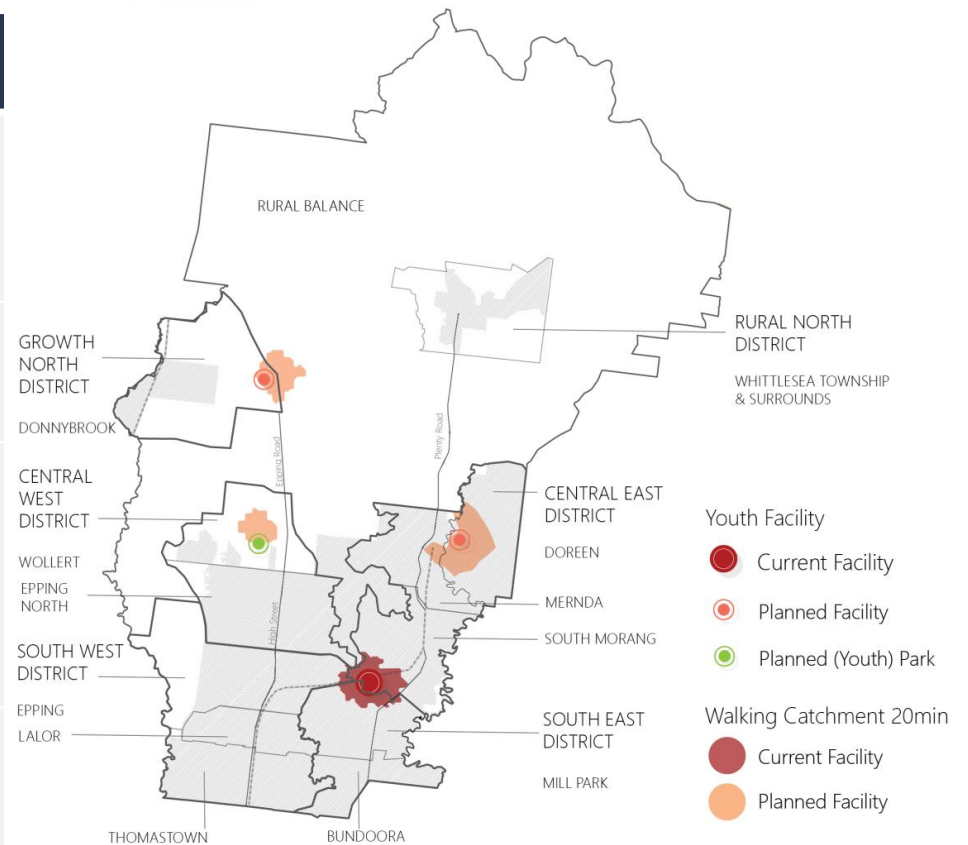 RURAL BALANCE
GROWTH
NORTH
DISTRICT
DONNYBROOK
RURAL NORTH
DISTRICT
WHITTLESEA TOWNSHIP
& SURROUNDS
Epping Road
Plenty Road
CENTRAL
WEST
DISTRICT
WOLLERT
EPPING
NORTH
High Street
CENTRAL EAST
DISTRICT
DOREEN
MERNDA
SOUTH MORANG
SOUTH WEST
DISTRICT
EPPING
LALOR
THOMASTOWN
BUNDOORA
SOUTH EAST
DISTRICT
MILL PARK
Youth Facility
Current Facility
Planned Facility
Planned (Youth) Park
Walking Catchment 20min
Current Facility
Planned Facility